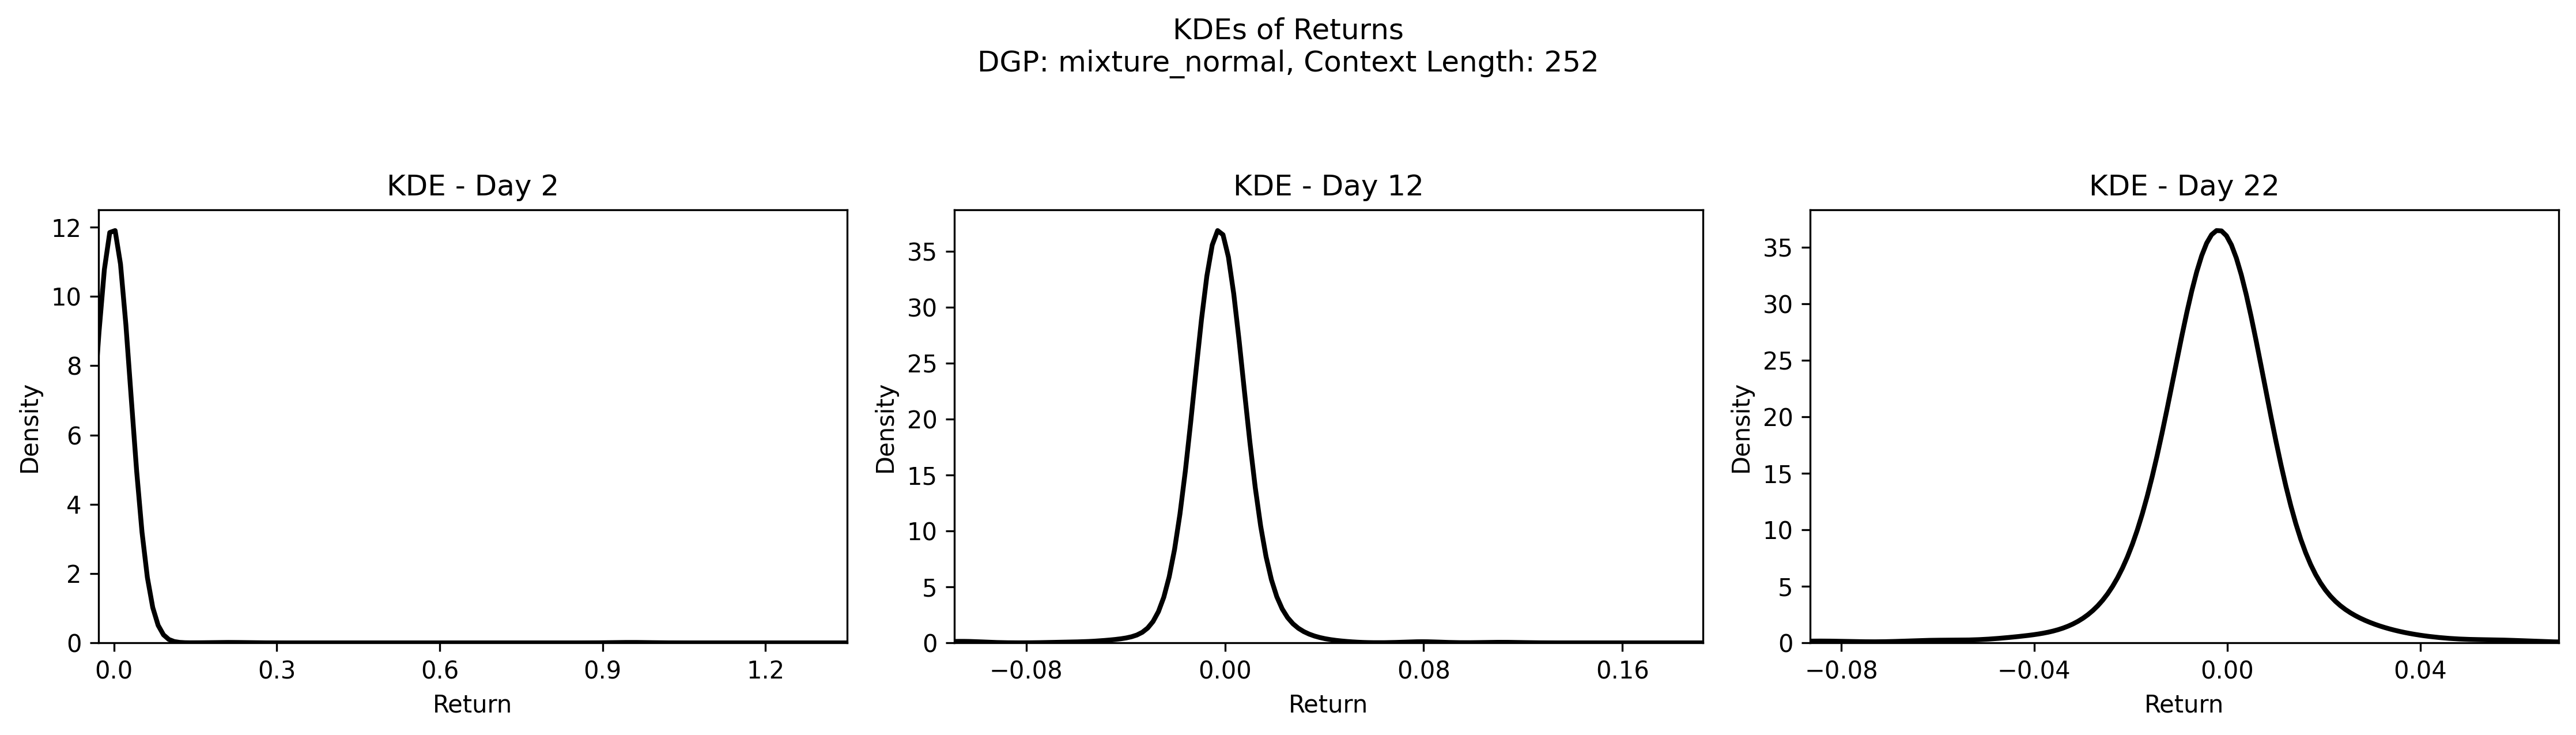 KDEs of Returns
DGP: mixture_normal, Context Length: 252
KDE - Day 2
12
10
8
6
4
2
0
Density
0.0 0.3 0.6 0.9 1.2
Return
KDE - Day 12
35
30
25
20
15
10
5
0
Density
−0.08 0.00 0.08 0.16
Return
KDE - Day 22
35
30
25
20
15
10
5
0
Density
−0.08 −0.04 0.00 0.04
Return